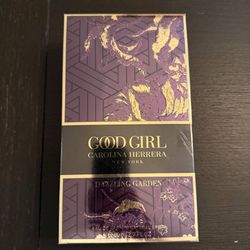 GOOD GIRL
CAROLINA HERRERA
NEW YORK
DAZZLING GARDEN